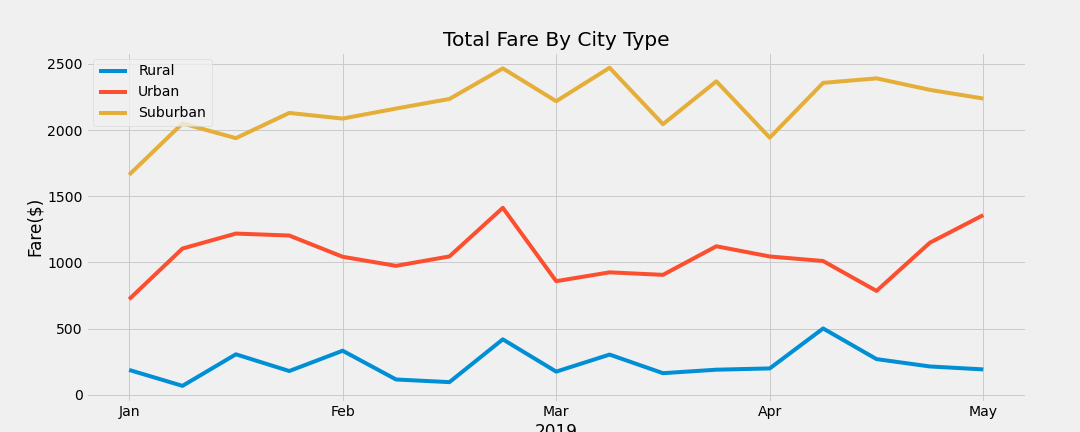 Total Fare By City Type
Rural
Urban
Suburban
Fare($)
2500
2000
1500
1000
500
0
Jan Feb Mar Apr May
2019